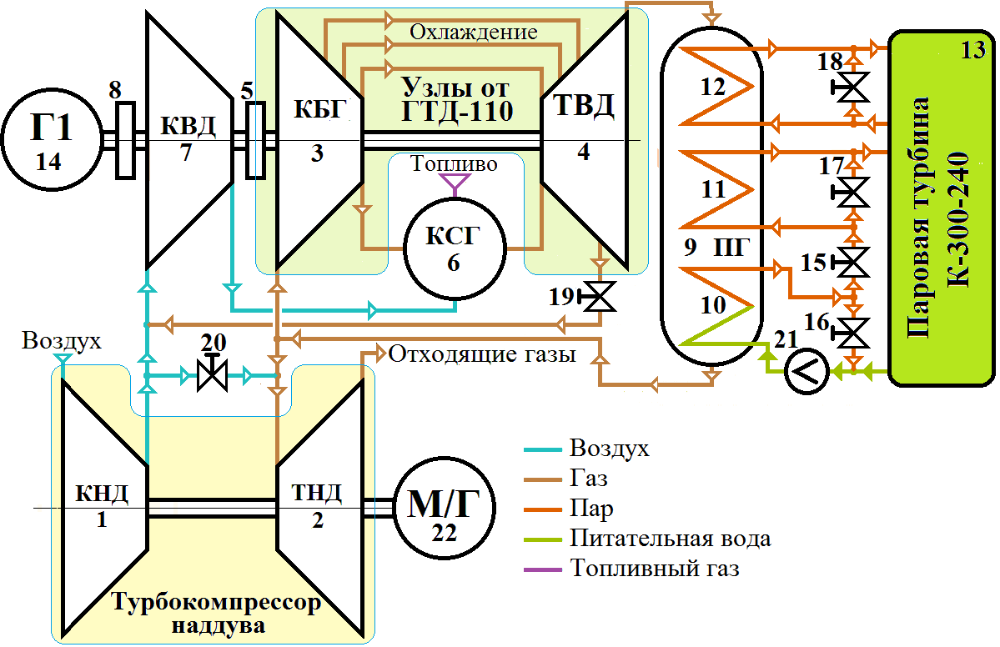 Охлаждение
Узлы от
ГТД-110
Г1
14
8
КВД
7
5
КБГ
3
ТВД
4
Топливо
КСГ
6
12
11
9 ПГ
10
18
17
15
16
13
Паровая турбина
К-300-240
19
20
21
Воздух
Отходящие газы
КНД
1
ТНД
2
М/Г
22
Турбокомпрессор
наддува
Воздух
Газ
Пар
Питательная вода
Топливный газ